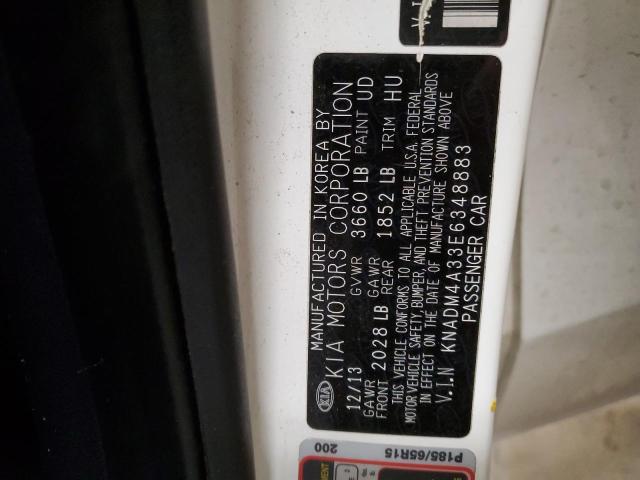 V.I.N
KIA
MANUFACTURED IN KOREA BY
KIA MOTORS CORPORATION
12/13 GVWR 3660 LB PAINT UD
GAWR FRONT 2028 LB GAWR REAR 1852 LB TRIM HU
THIS VEHICLE CONFORMS TO ALL APPLICABLE U.S.A. FEDERAL
MOTOR VEHICLE SAFETY, BUMPER, AND THEFT PREVENTION STANDARDS
IN EFFECT ON THE DATE OF MANUFACTURE SHOWN ABOVE
V.I.N KNADM4A33E6348883
PASSENGER CAR
200
P185/65R15